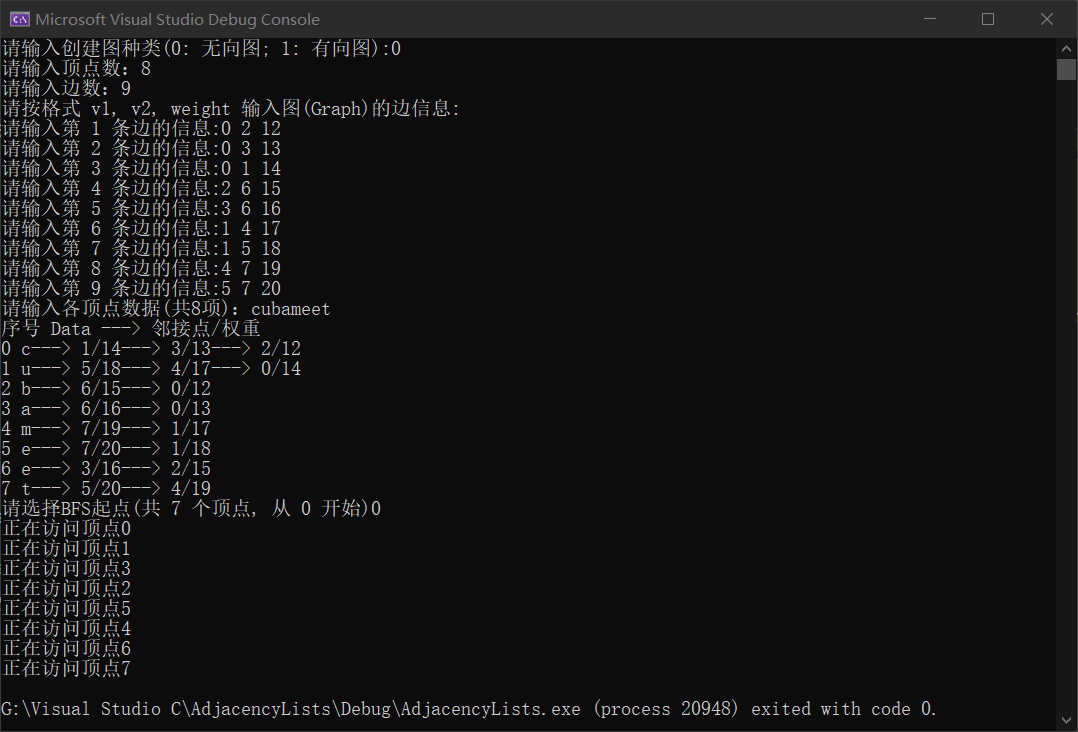 Microsoft Visual Studio Debug Console
请输入创建图种类(0: 无向图; 1: 有向图):0
请输入顶点数: 8
请输入边数: 9
请按格式 v1, v2, weight 输入图(Graph)的边信息:
请输入第 1 条边的信息:0 2 12
请输入第 2 条边的信息:0 3 13
请输入第 3 条边的信息:0 1 14
请输入第 4 条边的信息:2 6 15
请输入第 5 条边的信息:3 6 16
请输入第 6 条边的信息:1 4 17
请输入第 7 条边的信息:1 5 18
请输入第 8 条边的信息:4 7 19
请输入第 9 条边的信息:5 7 20
请输入各顶点数据(共8项): cubameet
序号 Data ---> 邻接点/权重
0 c---> 1/14---> 3/13---> 2/12
1 u---> 5/18---> 4/17---> 0/14
2 b---> 6/15---> 0/12
3 a---> 6/16---> 0/13
4 m---> 7/19---> 1/17
5 e---> 7/20---> 1/18
6 e---> 3/16---> 2/15
7 t---> 5/20---> 4/19
请选择BFS起点(共 7 个顶点, 从 0 开始)0
正在访问顶点0
正在访问顶点1
正在访问顶点3
正在访问顶点2
正在访问顶点5
正在访问顶点4
正在访问顶点6
正在访问顶点7
G:\Visual Studio C\AdjacencyLists\Debug\AdjacencyLists.exe (process 20948) exited with code 0.